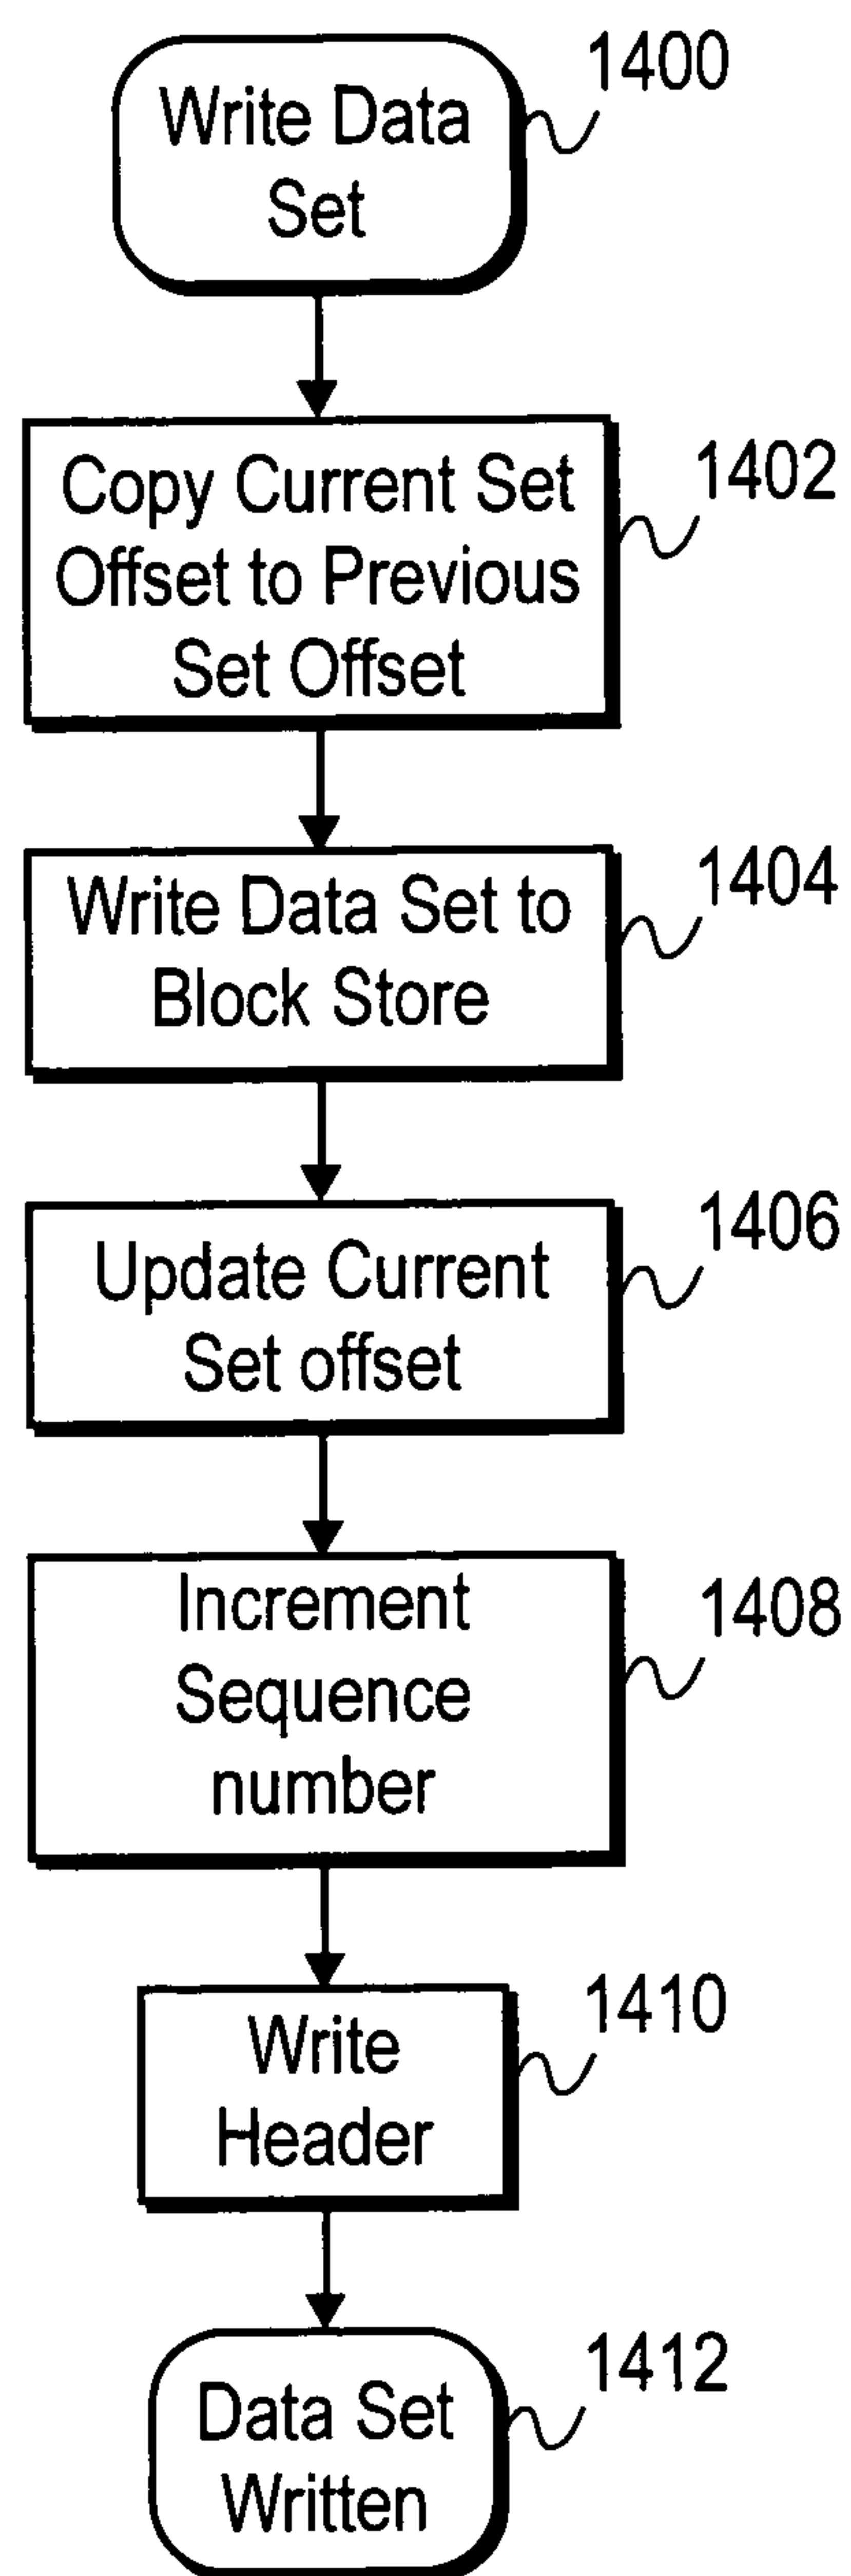 Write Data
Set
1400
Copy Current Set
Offset to Previous
Set Offset
1402
Write Data Set to
Block Store
1404
Update Current
Set offset
1406
Increment
Sequence
number
1408
Write
Header
1410
Data Set
Written
1412